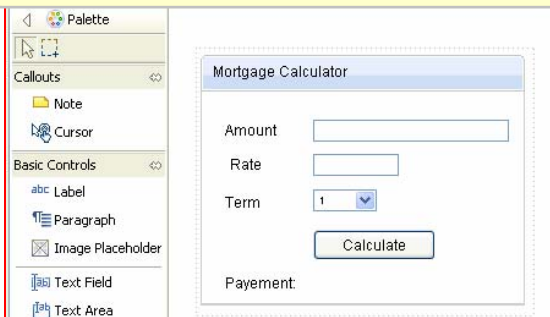 Palette
Callouts
Note
Cursor
Basic Controls
abc Label
Paragraph
Image Placeholder
Text Field
Text Area
Mortgage Calculator
Amount
Rate
Term
1
Calculate
Payement: